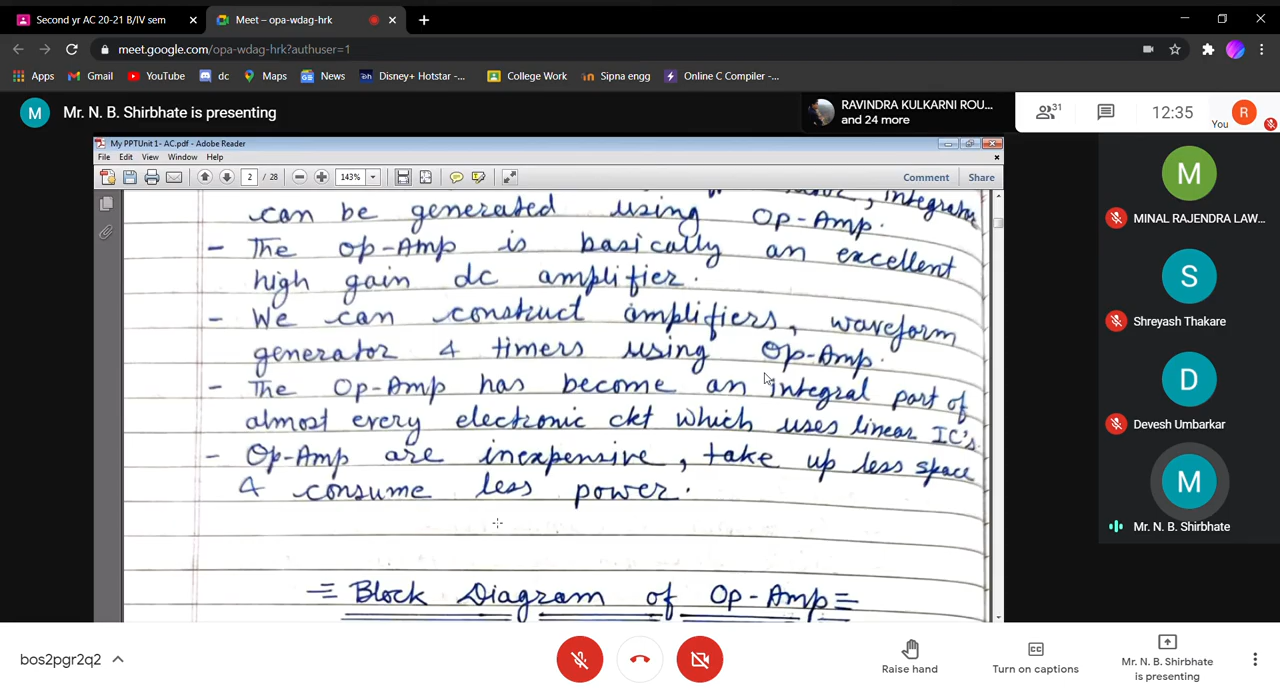 Second yr AC 20-21 B/IV sem
Meet – opa-wdag-hrk
meet.google.com/opa-wdag-hrk?authuser=1
Apps Gmail YouTube dc Maps News Disney+ Hotstar -... College Work Sipna engg Online C Compiler -...
M Mr. N. B. Shirbhate is presenting
RAVINDRA KULKARNI ROU...
and 24 more
31
12:35
You R
My PPTUnit 1- AC.pdf - Adobe Reader
File Edit View Window Help
2 / 28 143% Comment Share
, integrator
can be generated using Op-Amp.
- The op-Amp is basically an excellent
high gain dc amplifier.
- We can construct amplifiers, waveform
generator & timers using Op-Amp.
- The Op-Amp has become an integral part of
almost every electronic ckt which uses linear IC's.
- Op-Amp are inexpensive, take up less space
& consume less power.
= Block Diagram of Op-Amp =
M
MINAL RAJENDRA LAW...
S
Shreyash Thakare
D
Devesh Umbarkar
M
Mr. N. B. Shirbhate
bos2pgr2q2
Raise hand
CC
Turn on captions
Mr. N. B. Shirbhate
is presenting